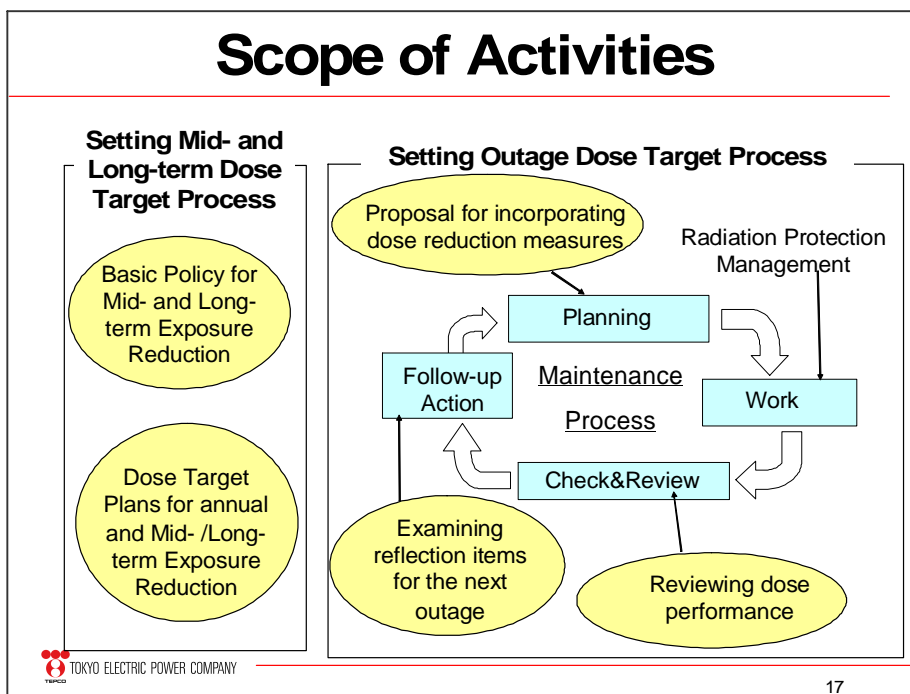 Scope of Activities
Setting Mid- and
Long-term Dose
Target Process
Basic Policy for
Mid- and Long-
term Exposure
Reduction
Dose Target
Plans for annual
and Mid- /Long-
term Exposure
Reduction
Setting Outage Dose Target Process
Proposal for incorporating
dose reduction measures
Radiation Protection
Management
Planning
Follow-up
Action
Maintenance
Process
Work
Check&Review
Examining
reflection items
for the next
outage
Reviewing dose
performance
TEPCO
TOKYO ELECTRIC POWER COMPANY
17